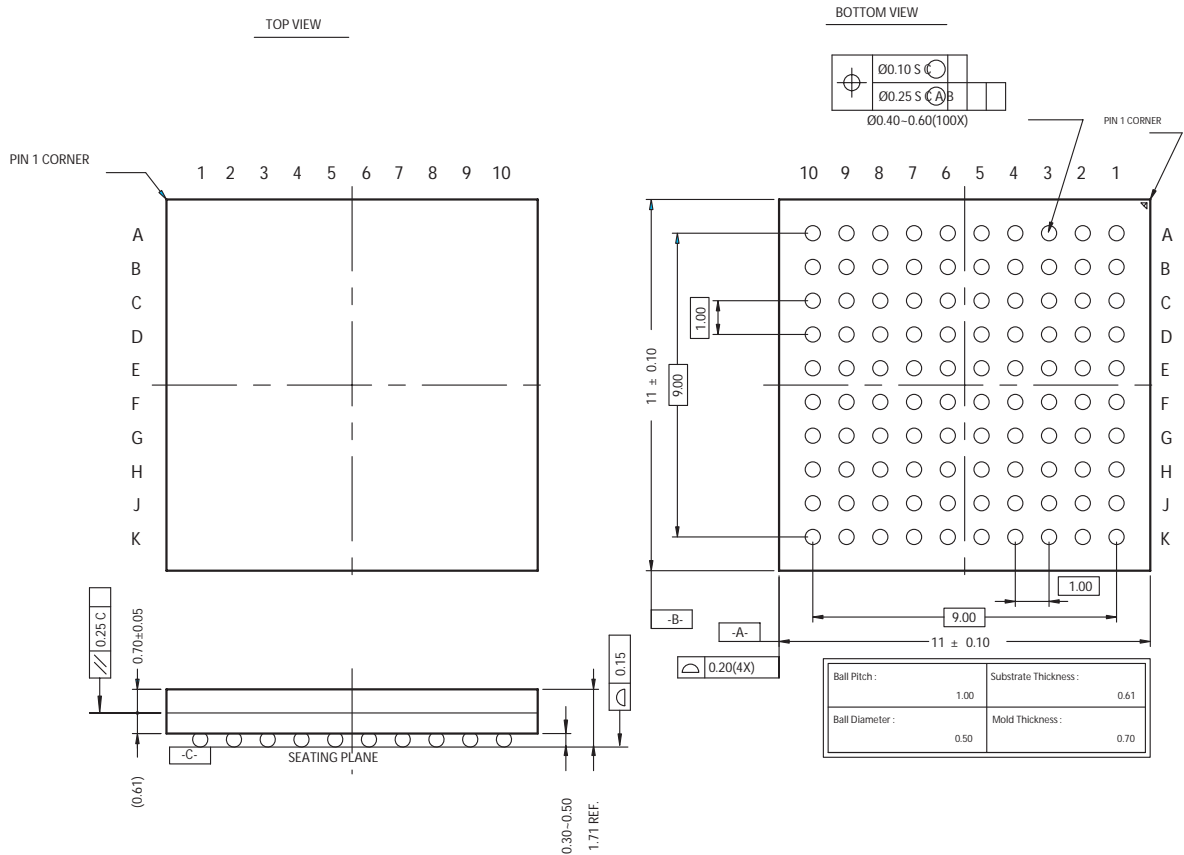 TOP VIEW
BOTTOM VIEW
Ø0.10 S C
Ø0.25 S C A B
Ø0.40~0.60(100X)
PIN 1 CORNER
PIN 1 CORNER
1 2 3 4 5 6 7 8 9 10
10 9 8 7 6 5 4 3 2 1
A
B
C
D
E
F
G
H
J
K
A
B
C
D
E
F
G
H
J
K
1.00
9.00
11 ± 0.10
1.00
9.00
11 ± 0.10
-B-
-A-
0.20(4X)
// 0.25 C
0.70±0.05
(0.61)
0.15
-C-
SEATING PLANE
0.30~0.50
1.71 REF.
Ball Pitch :
1.00
Substrate Thickness :
0.61
Ball Diameter :
0.50
Mold Thickness :
0.70